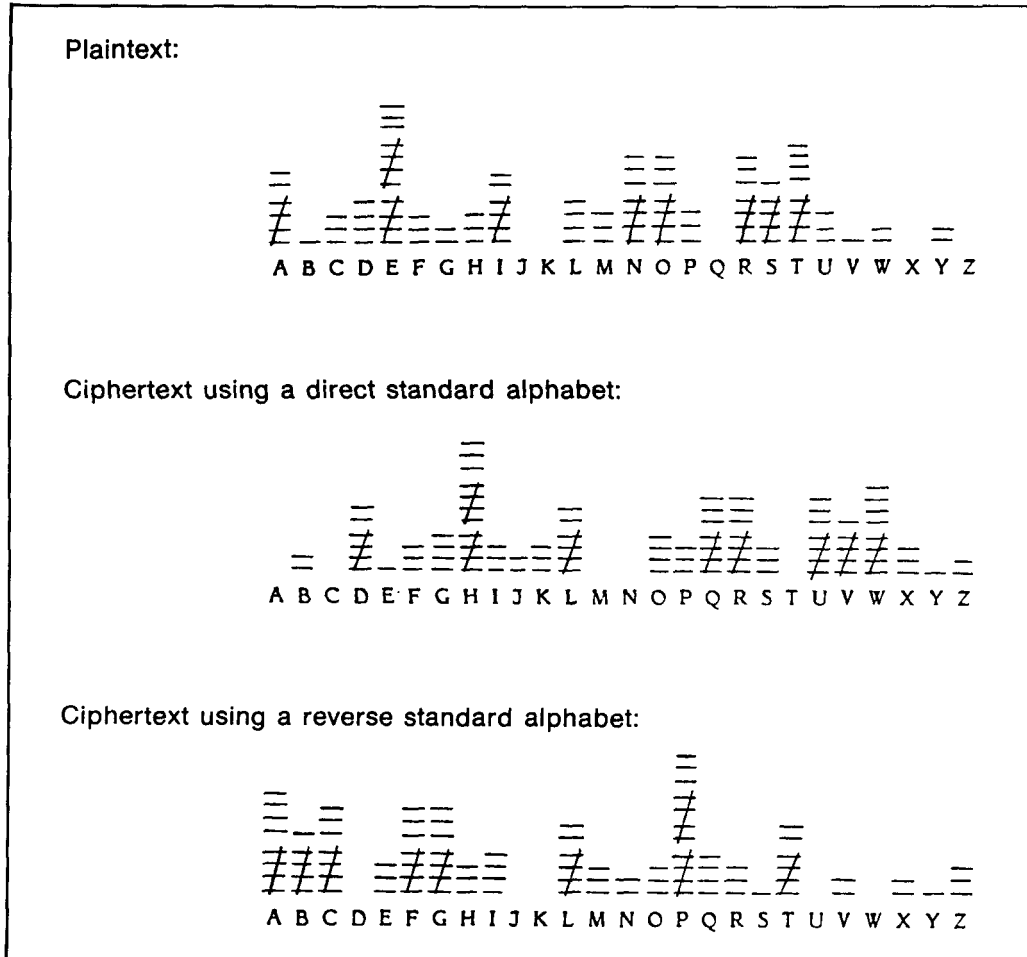 Plaintext:
A B C D E F G H I J K L M N O P Q R S T U V W X Y Z
Ciphertext using a direct standard alphabet:
A B C D E F G H I J K L M N O P Q R S T U V W X Y Z
Ciphertext using a reverse standard alphabet:
A B C D E F G H I J K L M N O P Q R S T U V W X Y Z